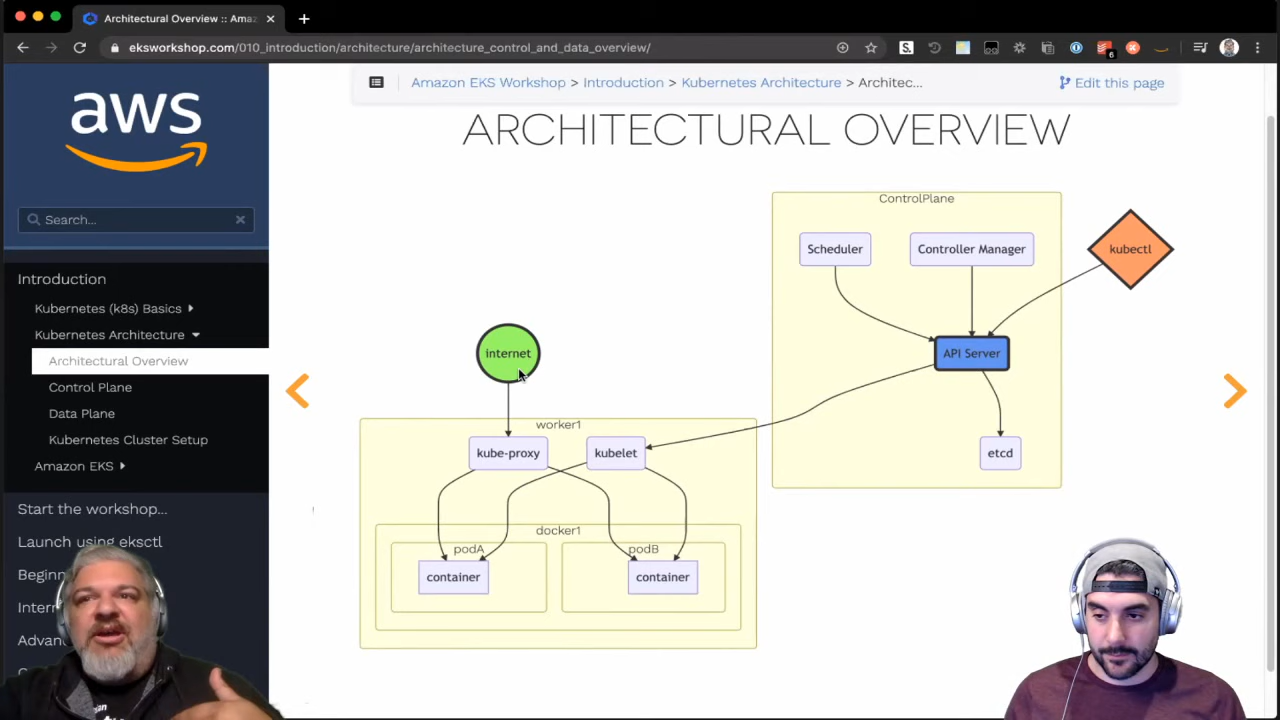 Architectural Overview :: Amaz
eksworkshop.com/010_introduction/architecture/architecture_control_and_data_overview/
6
aws
Search...
Introduction
Kubernetes (k8s) Basics
Kubernetes Architecture
Architectural Overview
Control Plane
Data Plane
Kubernetes Cluster Setup
Amazon EKS
Start the workshop...
Launch using eksctl
Begin
Inter
Advan
Amazon EKS Workshop > Introduction > Kubernetes Architecture > Architec...
Edit this page
ARCHITECTURAL OVERVIEW
ControlPlane
Scheduler
Controller Manager
kubectl
internet
API Server
worker1
kube-proxy
kubelet
etcd
docker1
podA
podB
container
container